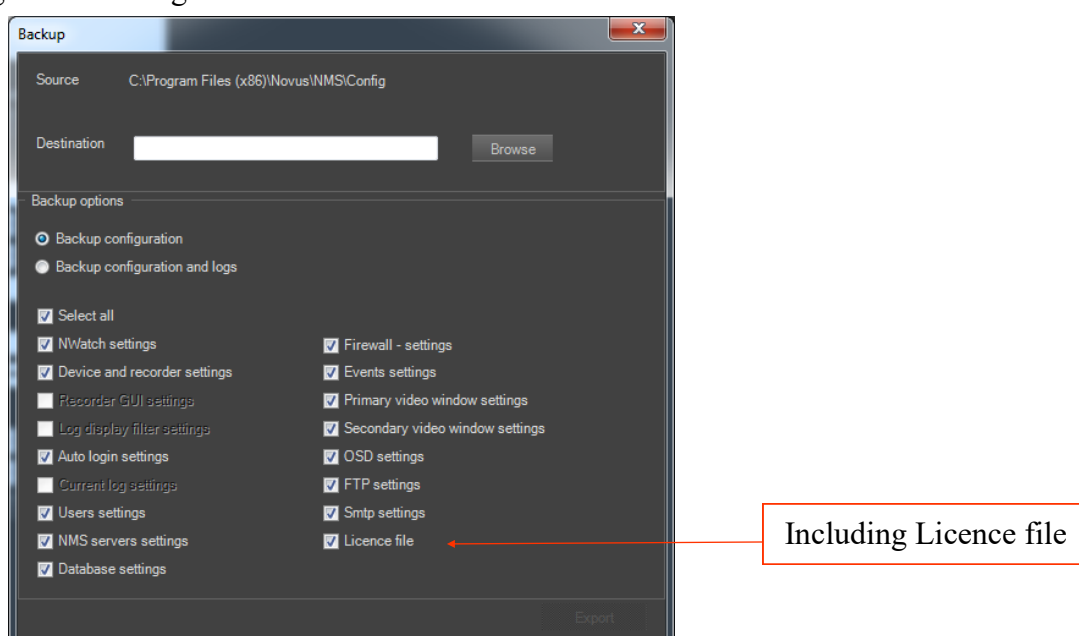 Backup
Source C:\Program Files (x86)\Novus\NMS\Config
Destination Browse
Backup options
Backup configuration
Backup configuration and logs
Select all
NWatch settings
Device and recorder settings
Recorder GUI settings
Log display filter settings
Auto login settings
Current log settings
Users settings
NMS servers settings
Database settings
Firewall - settings
Events settings
Primary video window settings
Secondary video window settings
OSD settings
FTP settings
Smtp settings
Licence file
Including Licence file
Export